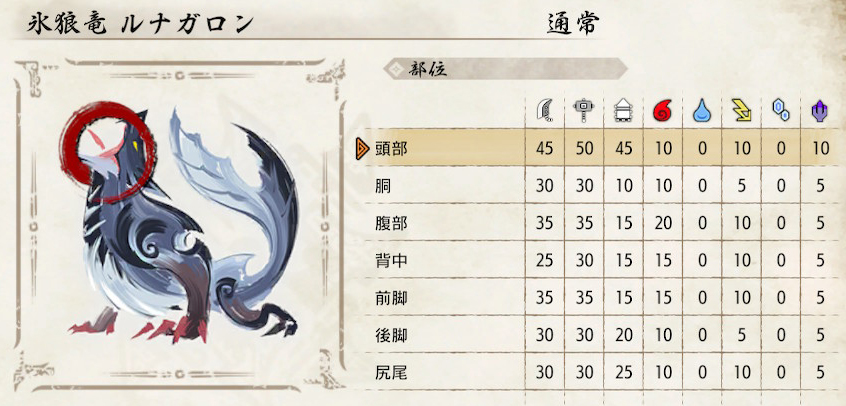 氷狼竜 ルナガロン
通常
部位
頭部 45 50 45 10 0 10 0 10
胴 30 30 10 10 0 5 0 5
腹部 35 35 15 20 0 10 0 5
背中 25 30 15 15 0 10 0 5
前脚 35 35 15 15 0 10 0 5
後脚 30 30 20 10 0 5 0 5
尻尾 30 30 25 10 0 10 0 5